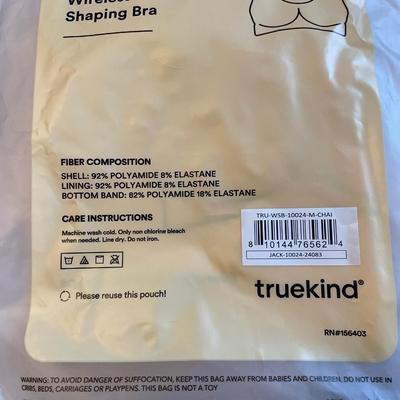 Wireless
Shaping Bra
FIBER COMPOSITION
SHELL: 92% POLYAMIDE 8% ELASTANE
LINING: 92% POLYAMIDE 8% ELASTANE
BOTTOM BAND: 82% POLYAMIDE 18% ELASTANE
CARE INSTRUCTIONS
Machine wash cold. Only non chlorine bleach
when needed. Line dry. Do not iron.
Please reuse this pouch!
TRU-WSB-10024-M-CHAI
8 10144 76562 4
JACK-10024-24083
truekind®
RN#156403
WARNING: TO AVOID DANGER OF SUFFOCATION, KEEP THIS BAG AWAY FROM BABIES AND CHILDREN. DO NOT USE IN
CRIBS, BEDS, CARRIAGES OR PLAYPENS. THIS BAG IS NOT A TOY